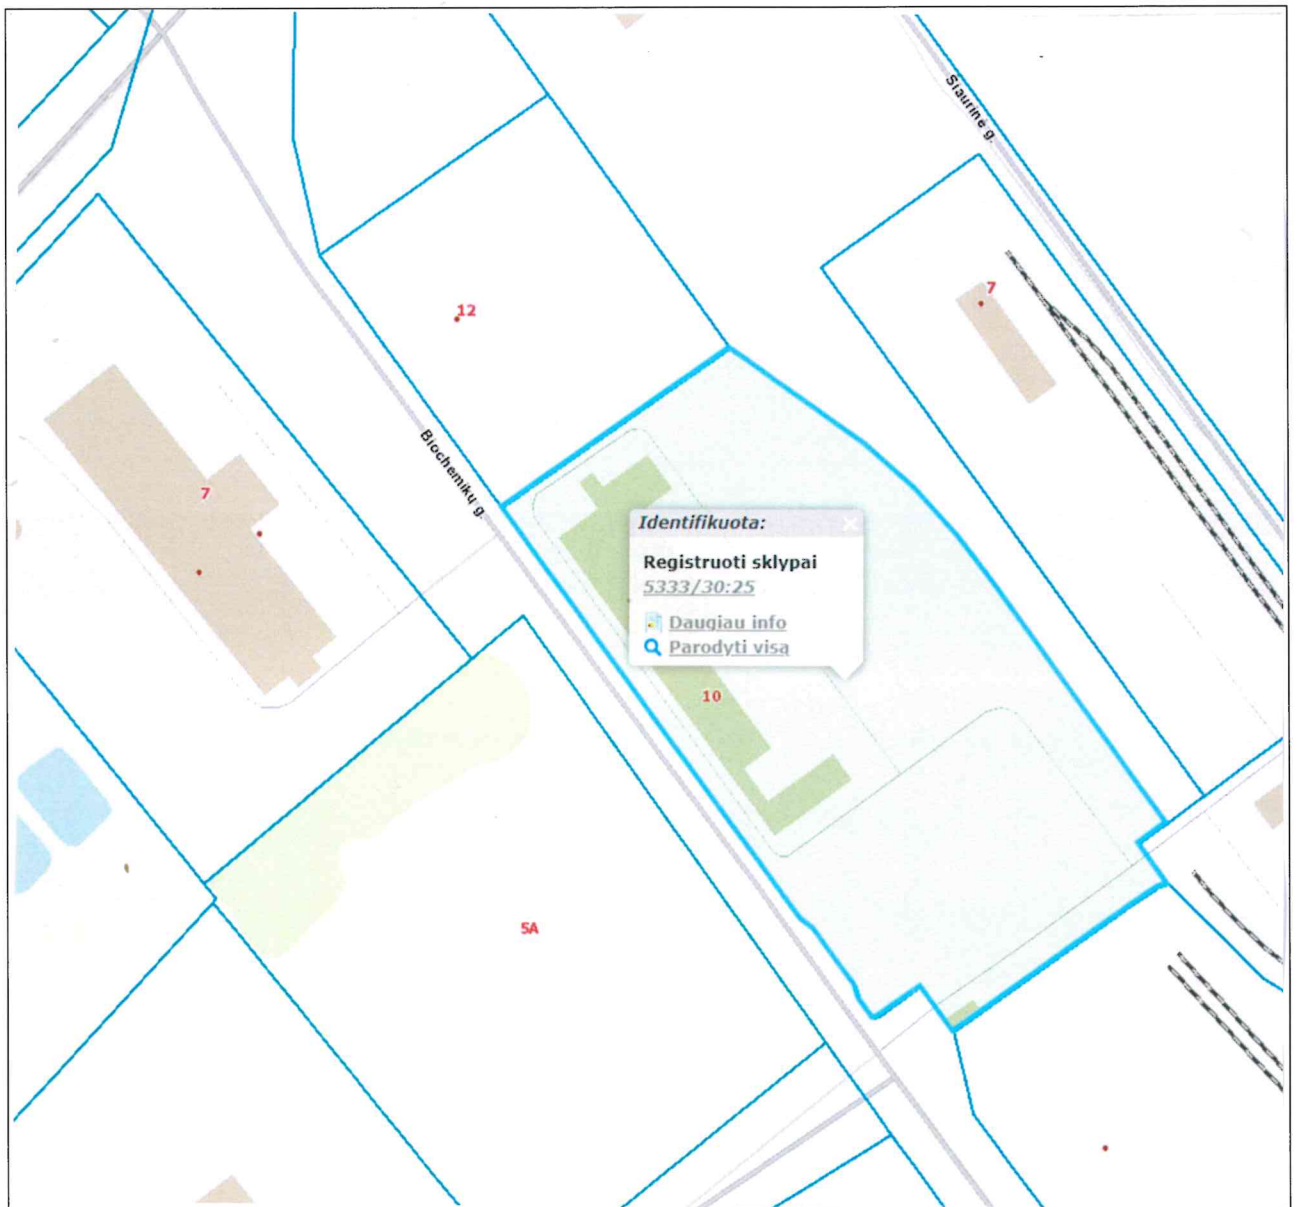 Šiaurinė g.
7
12
Biochemikų g.
7
Identifikuota:
Registruoti sklypai
5333/30:25
Daugiau info
Parodyti visą
10
5A